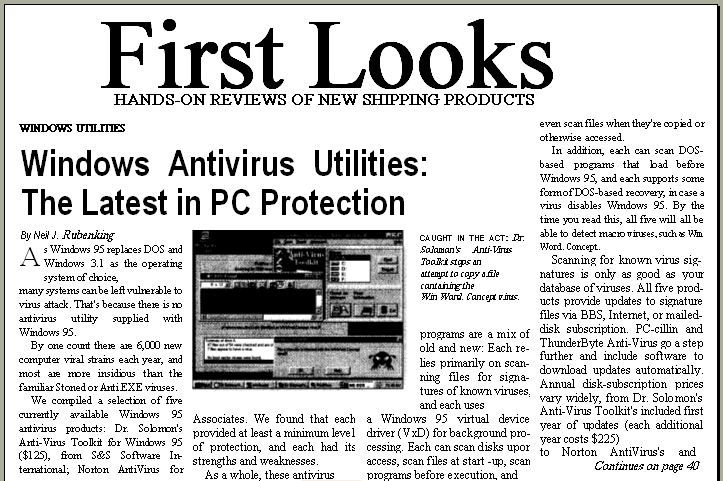 First Looks
HANDS-ON REVIEWS OF NEW SHIPPING PRODUCTS
WINDOWS UTILITIES
Windows Antivirus Utilities:
The Latest in PC Protection
By Neil J. Rubenking
As Windows 95 replaces DOS and
Windows 3.1 as the operating
system of choice,
many systems can be left vulnerable to
virus attack. That's because there is no
antivirus utility supplied with
Windows 95.
By one count there are 6,000 new
computer viral strains each year, and
most are more insidious than the
familiar Stoned or Anti.EXE viruses.
We compiled a selection of five
currently available Windows 95
antivirus products: Dr. Solomon's
Anti-Virus Toolkit for Windows 95
($125), from S&S Software In-
ternational; Norton AntiVirus for
Associates. We found that each
provided at least a minimum level
of protection, and each had its
strengths and weaknesses.
As a whole, these antivirus
CAUGHT IN THE ACT: Dr.
Solomon's Anti-Virus
Toolkit stops an
attempt to copy a file
containing the
Win Word. Concept virus.
programs are a mix of
old and new: Each re-
lies primarily on scan-
ning files for signa-
tures of known viruses,
and each uses
a Windows 95 virtual device
driver (VxD) for background pro-
cessing. Each can scan disks upon
access, scan files at start -up, scan
programs before execution, and
even scan files when they're copied or
otherwise accessed.
In addition, each can scan DOS-
based programs that load before
Windows 95, and each supports some
form of DOS-based recovery, in case a
virus disables Wmdows 95. By the
time you read this, all five will all be
able to detect macro viruses, such as Win
Word. Concept.
Scanning for known virus sig-
natures is only as good as your
database of viruses. All five prod-
ucts provide updates to signature
files via BBS, Internet, or mailed-
disk subscription. PC-cillin and
ThunderByte Anti-Virus go a step
further and include software to
download updates automatically.
Annual disk-subscription prices
vary widely, from Dr. Solomon's
Anti-Virus Toolkit's included first
year of updates (each additional
year costs $225)
to Norton AntiVirus's and
Continues on page 40